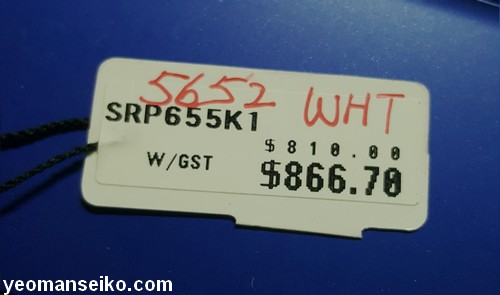 5652 WHT
SRP655K1
$810.00
W/GST
$866.70
yeomanseiko.com